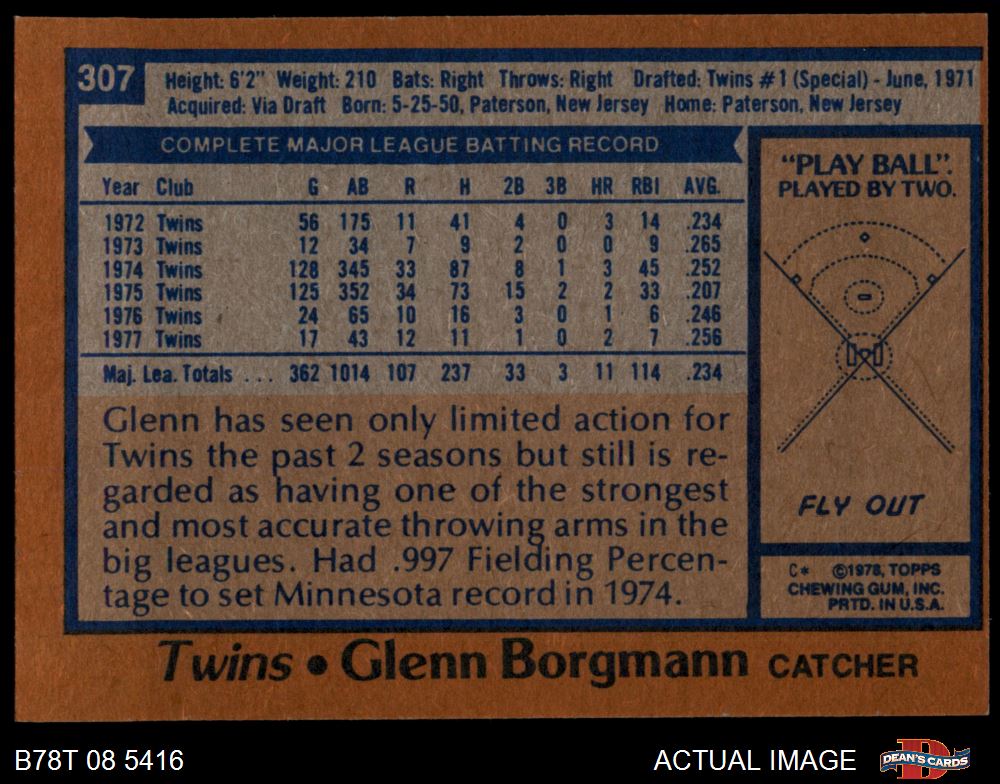 307
Height: 6'2" Weight: 210 Bats: Right Throws: Right Drafted: Twins #1 (Special) - June, 1971
Acquired: Via Draft Born: 5-25-50, Paterson, New Jersey Home: Paterson, New Jersey
COMPLETE MAJOR LEAGUE BATTING RECORD
Year Club G AB R H 2B 3B HR RBI AVG.
1972 Twins 56 175 11 41 4 0 3 14 .234
1973 Twins 12 34 7 9 2 0 0 9 .265
1974 Twins 128 345 33 87 8 1 3 45 .252
1975 Twins 125 352 34 73 15 2 2 33 .207
1976 Twins 24 65 10 16 3 0 1 6 .246
1977 Twins 17 43 12 11 1 0 2 7 .256
Maj. Lea. Totals ... 362 1014 107 237 33 3 11 114 .234
Glenn has seen only limited action for
Twins the past 2 seasons but still is re-
garded as having one of the strongest
and most accurate throwing arms in the
big leagues. Had .997 Fielding Percen-
tage to set Minnesota record in 1974.
"PLAY BALL".
PLAYED BY TWO.
FLY OUT
C* ©1978, TOPPS
CHEWING GUM, INC.
PRTD. IN U.S.A.
Twins • Glenn Borgmann CATCHER
B78T 08 5416
ACTUAL IMAGE
DEAN'S CARDS